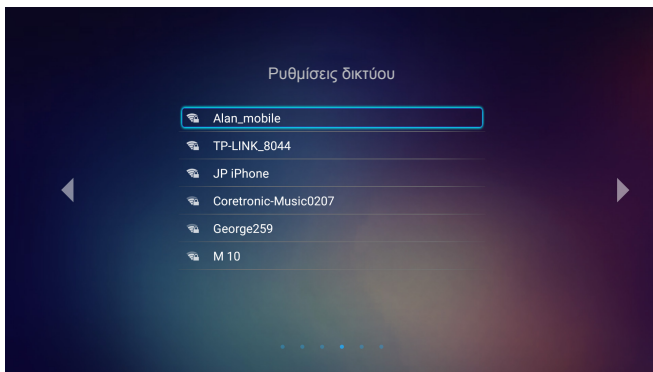 Ρυθμίσεις δικτύου
Alan_mobile
TP-LINK_8044
JP iPhone
Coretronic-Music0207
George259
M 10